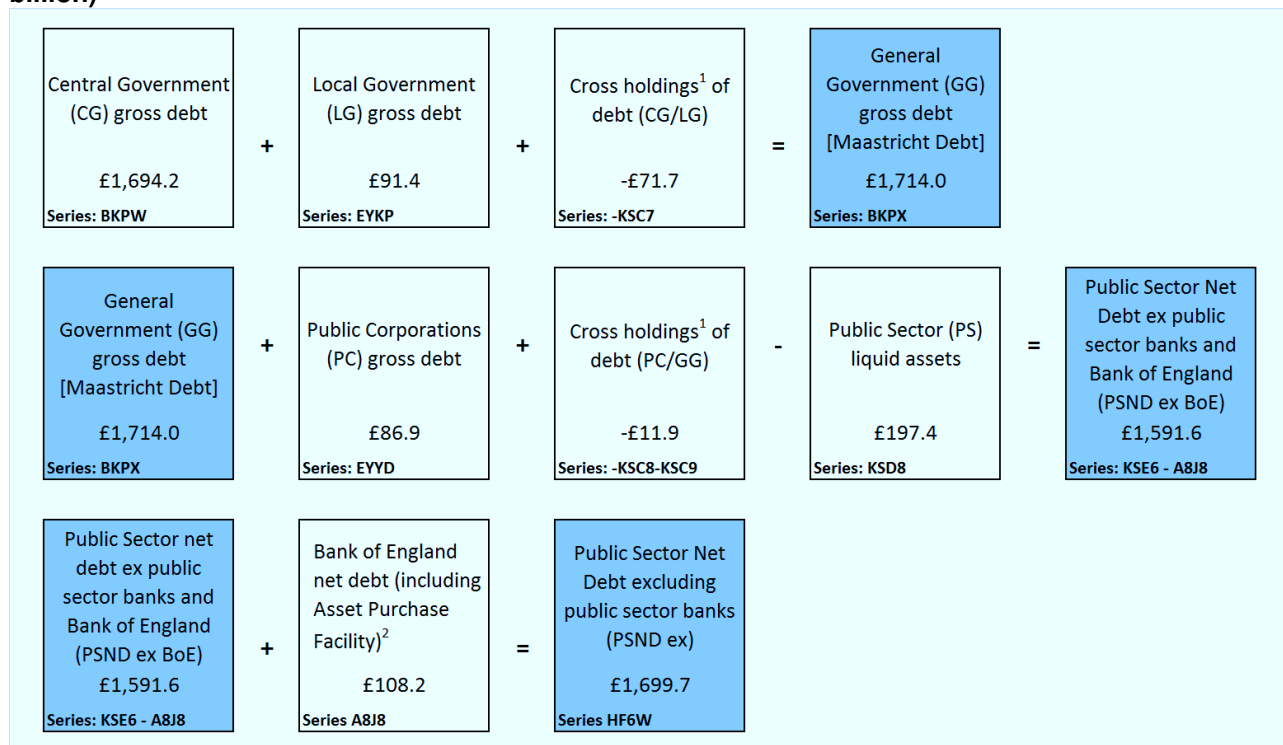 billion)
Central Government
(CG) gross debt
£1,694.2
Series: BKPW
+
Local Government
(LG) gross debt
£91.4
Series: EYKP
+
Cross holdings¹ of
debt (CG/LG)
-£71.7
Series: -KSC7
=
General
Government (GG)
gross debt
[Maastricht Debt]
£1,714.0
Series: BKPX
General
Government (GG)
gross debt
[Maastricht Debt]
£1,714.0
Series: BKPX
+
Public Corporations
(PC) gross debt
£86.9
Series: EYYD
+
Cross holdings¹ of
debt (PC/GG)
-£11.9
Series: -KSC8-KSC9
-
Public Sector (PS)
liquid assets
£197.4
Series: KSD8
=
Public Sector Net
Debt ex public
sector banks and
Bank of England
(PSND ex BoE)
£1,591.6
Series: KSE6 - A8J8
Public Sector net
debt ex public
sector banks and
Bank of England
(PSND ex BoE)
£1,591.6
Series: KSE6 - A8J8
+
Bank of England
net debt (including
Asset Purchase
Facility)²
£108.2
Series A8J8
=
Public Sector Net
Debt excluding
public sector banks
(PSND ex)
£1,699.7
Series HF6W